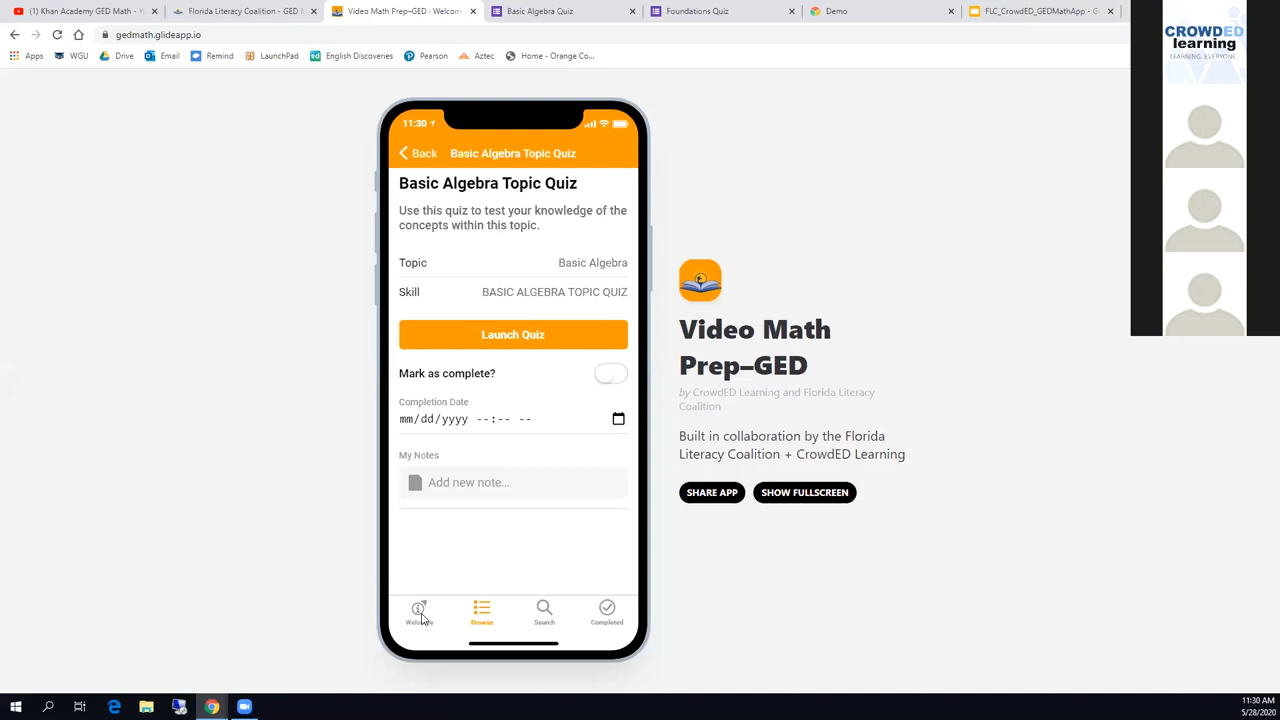 (1) Khan Academy GED Math -
Florida Literacy Coalition - GED
Video Math Prep–GED - Welcom
Basic Algebra Quiz
Foundations Quiz
Demo
FLC_CrowdED_GEDMathApp - G
gedmath.glideapp.io
Apps
WGU
Drive
Email
Remind
LaunchPad
English Discoveries
Pearson
Aztec
Home - Orange Co...
CROWDED
learning
LEARNING. EVERYONE.
11:30
Back
Basic Algebra Topic Quiz
Basic Algebra Topic Quiz
Use this quiz to test your knowledge of the
concepts within this topic.
Topic Basic Algebra
Skill BASIC ALGEBRA TOPIC QUIZ
Launch Quiz
Mark as complete?
Completion Date
mm/dd/yyyy --:-- --
My Notes
Add new note...
Browse
Search
Completed
Video Math
Prep–GED
by CrowdED Learning and Florida Literacy
Coalition
Built in collaboration by the Florida
Literacy Coalition + CrowdED Learning
SHARE APP
SHOW FULLSCREEN
11:30 AM
5/28/2020